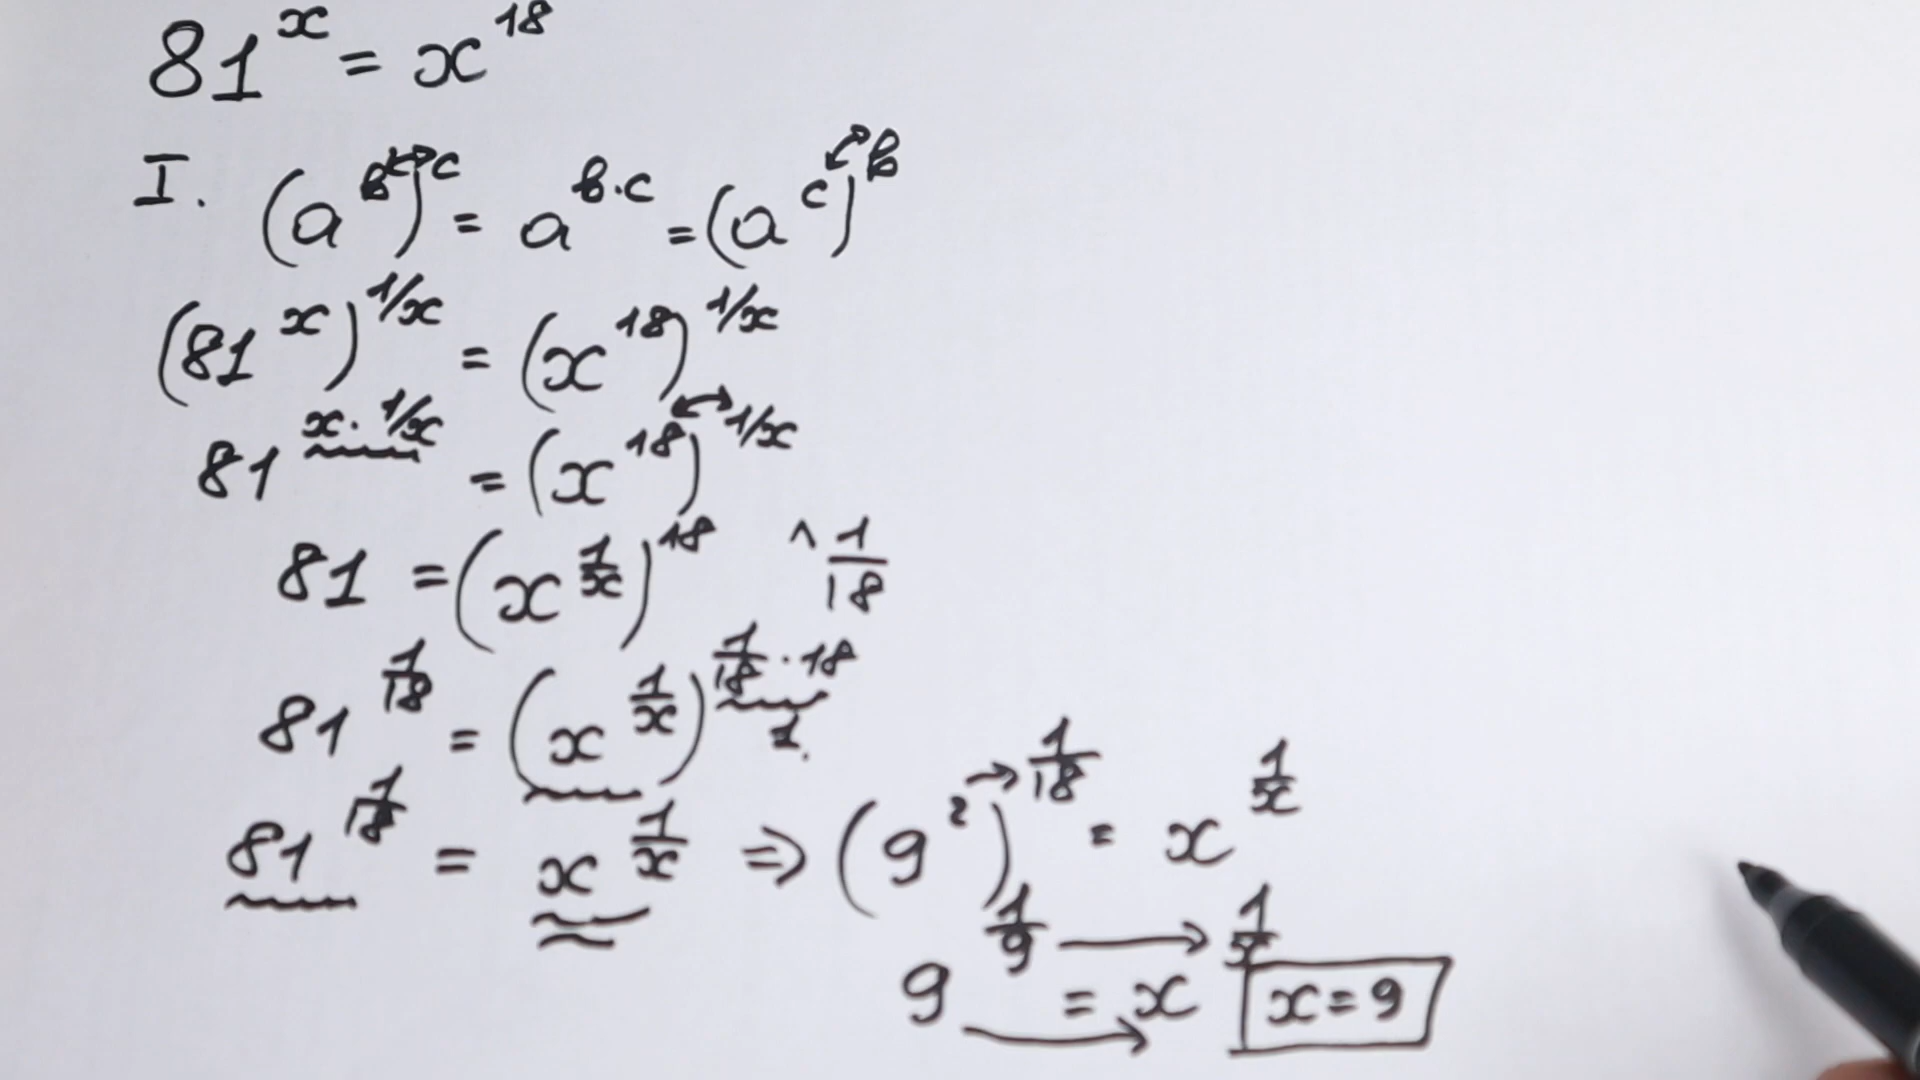 81^x = x^18
I. (a^b)^c = a^(b·c) = (a^c)^b
(81^x)^(1/x) = (x^18)^(1/x)
81^(x·1/x) = (x^18)^(1/x)
81 = (x^(1/x))^18 ^ 1/18
81^(1/18) = (x^(1/x))^(1/18·18) 1.
81^(1/18) = x^(1/x) ⇒ (9^2)^(1/18) = x^(1/x)
9^(1/9) = x^(1/x) x = 9